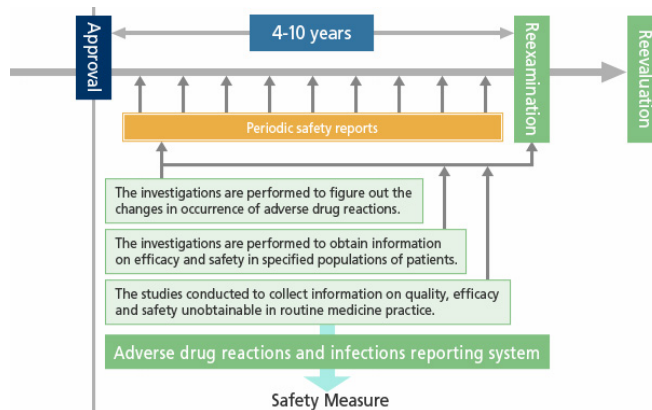 Approval
4-10 years
Reexamination
Reevaluation
Periodic safety reports
The investigations are performed to figure out the
changes in occurrence of adverse drug reactions.
The investigations are performed to obtain information
on efficacy and safety in specified populations of patients.
The studies conducted to collect information on quality, efficacy
and safety unobtainable in routine medicine practice.
Adverse drug reactions and infections reporting system
Safety Measure